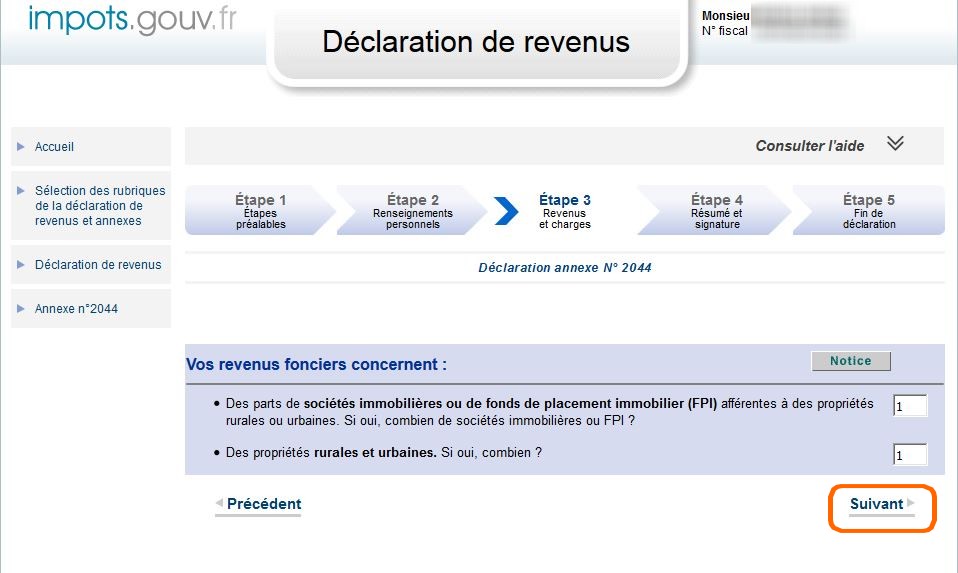 impots.gouv.fr
Déclaration de revenus
Monsieu
N° fiscal
Accueil
Sélection des rubriques
de la déclaration de
revenus et annexes
Déclaration de revenus
Annexe n°2044
Consulter l'aide
Étape 1
Étapes
préalables
Étape 2
Renseignements
personnels
Étape 3
Revenus
et charges
Étape 4
Résumé et
signature
Étape 5
Fin de
déclaration
Déclaration annexe N° 2044
Vos revenus fonciers concernent :
Notice
• Des parts de sociétés immobilières ou de fonds de placement immobilier (FPI) afférentes à des propriétés
rurales ou urbaines. Si oui, combien de sociétés immobilières ou FPI ?
1
• Des propriétés rurales et urbaines. Si oui, combien ?
1
Précédent
Suivant